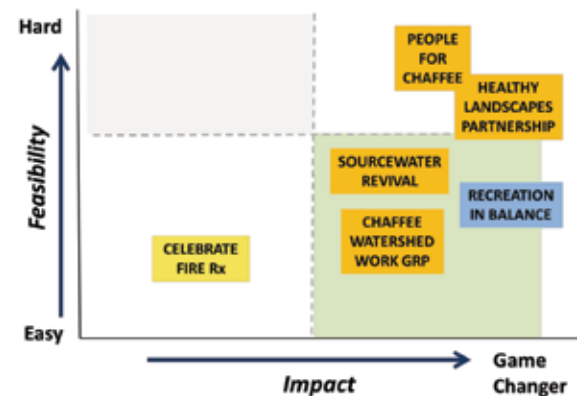 Hard
PEOPLE
FOR
CHAFFEE
HEALTHY
LANDSCAPES
PARTNERSHIP
SOURCEWATER
REVIVAL
RECREATION
IN BALANCE
CHAFFEE
WATERSHED
WORK GRP
CELEBRATE
FIRE Rx
Feasibility
Easy
Impact
Game
Changer